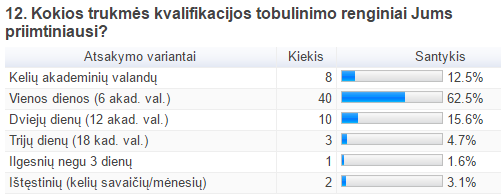 12. Kokios trukmės kvalifikacijos tobulinimo renginiai Jums
priimtiniausi?
Atsakymo variantai Kiekis Santykis
Kelių akademinių valandų 8 12.5%
Vienos dienos (6 akad. val.) 40 62.5%
Dviejų dienų (12 akad. val.) 10 15.6%
Trijų dienų (18 kad. val.) 3 4.7%
Ilgesnių negu 3 dienų 1 1.6%
Ištęstinių (kelių savaičių/mėnesių) 2 3.1%